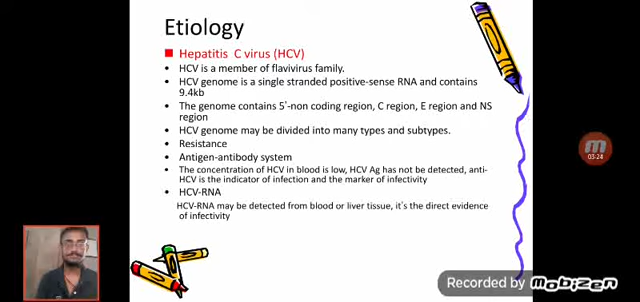 Etiology
Hepatitis C virus (HCV)
HCV is a member of flavivirus family.
HCV genome is a single stranded positive-sense RNA and contains
9.4kb
The genome contains 5'-non coding region, C region, E region and NS
region
HCV genome may be divided into many types and subtypes.
Resistance
Antigen-antibody system
The concentration of HCV in blood is low, HCV Ag has not be detected, anti-
HCV is the indicator of infection and the marker of infectivity
HCV-RNA
HCV-RNA may be detected from blood or liver tissue, it's the direct evidence
of infectivity
03:24
Recorded by mobizen